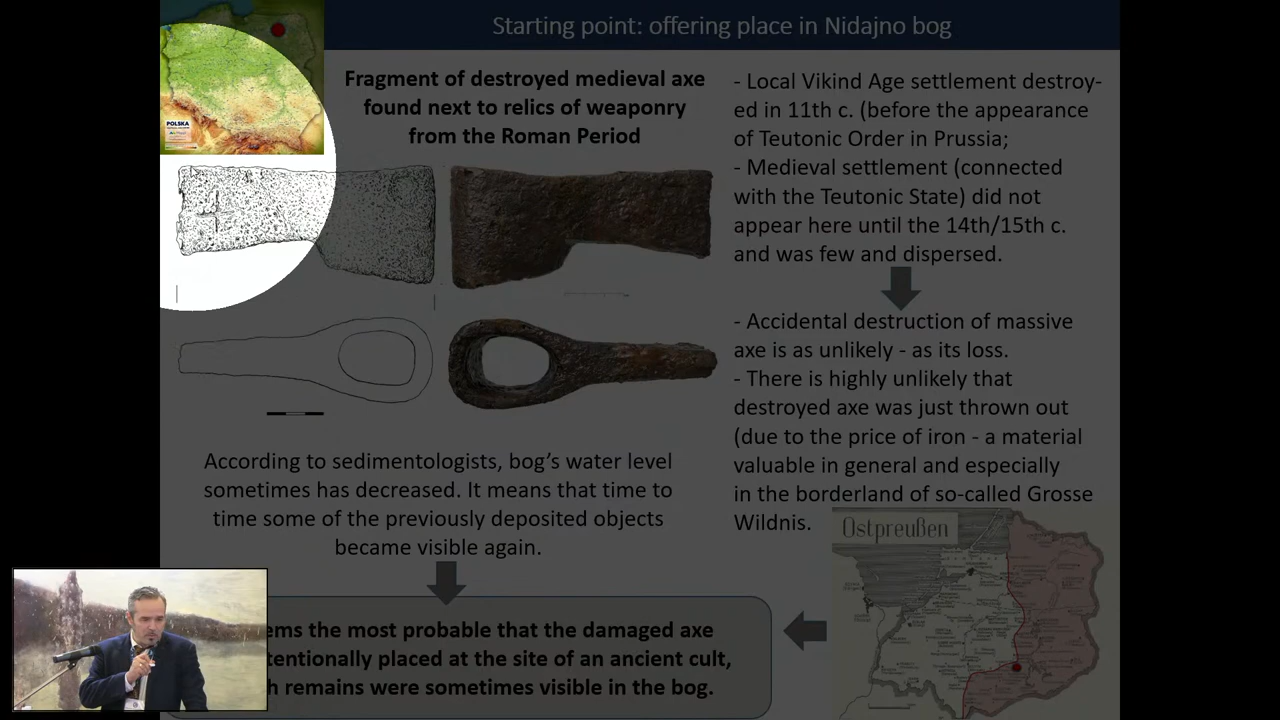 Starting point: offering place in Nidajno bog
POLSKA
Fragment of destroyed medieval axe
found next to relics of weaponry
from the Roman Period
According to sedimentologists, bog's water level
sometimes has decreased. It means that time to
time some of the previously deposited objects
became visible again.
ems the most probable that the damaged axe
tentionally placed at the site of an ancient cult,
h remains were sometimes visible in the bog.
- Local Vikind Age settlement destroy-
ed in 11th c. (before the appearance
of Teutonic Order in Prussia;
- Medieval settlement (connected
with the Teutonic State) did not
appear here until the 14th/15th c.
and was few and dispersed.
- Accidental destruction of massive
axe is as unlikely - as its loss.
- There is highly unlikely that
destroyed axe was just thrown out
(due to the price of iron - a material
valuable in general and especially
in the borderland of so-called Grosse
Wildnis.
Ostpreußen